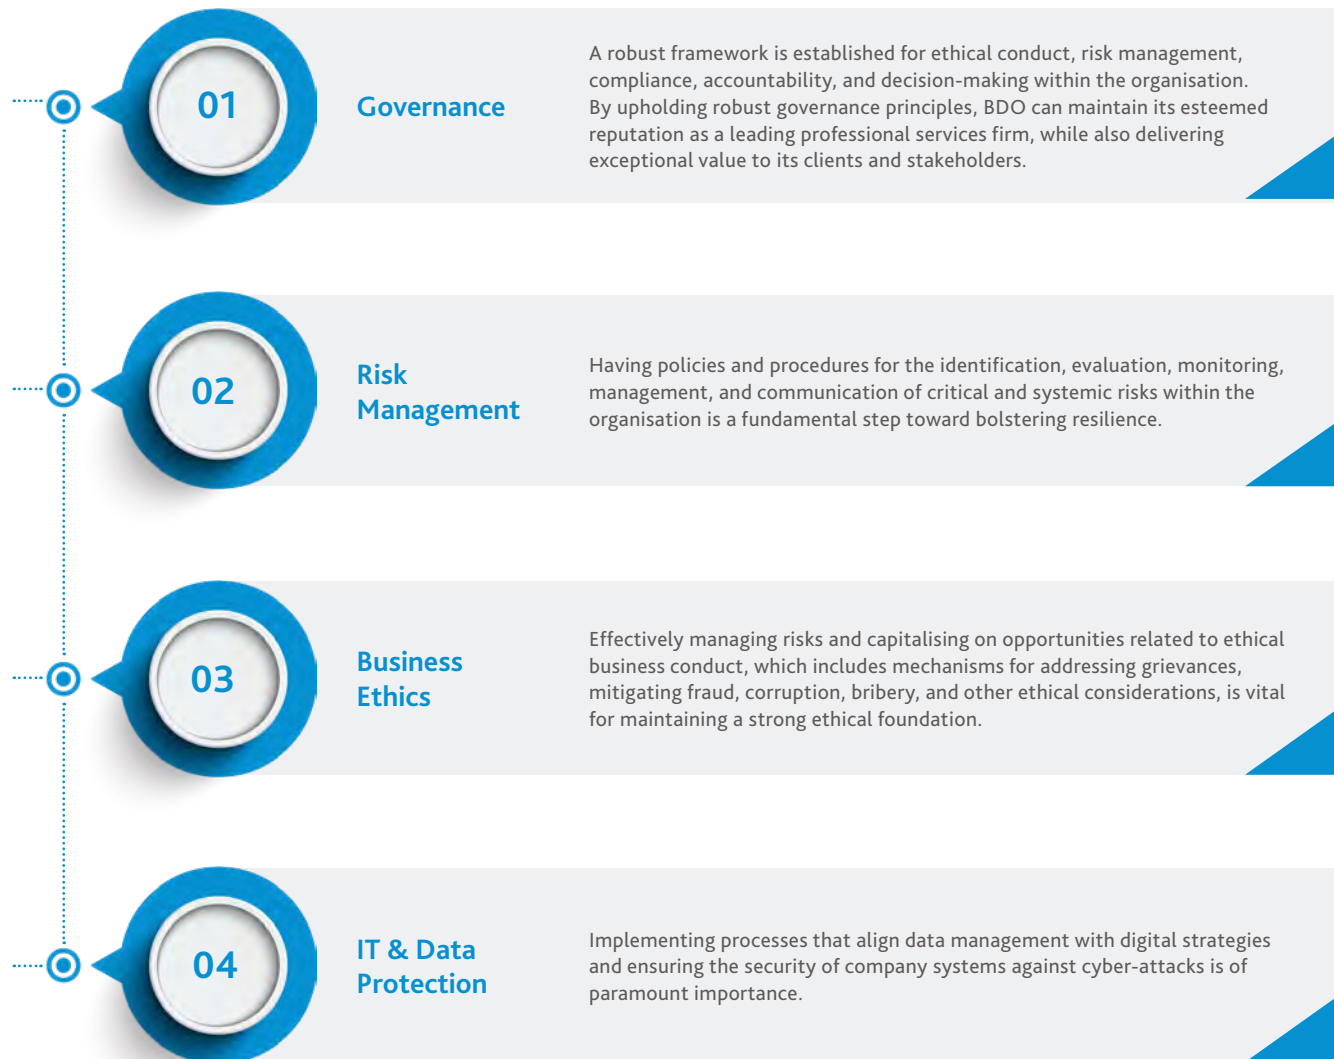 01
Governance
A robust framework is established for ethical conduct, risk management,
compliance, accountability, and decision-making within the organisation.
By upholding robust governance principles, BDO can maintain its esteemed
reputation as a leading professional services firm, while also delivering
exceptional value to its clients and stakeholders.
02
Risk
Management
Having policies and procedures for the identification, evaluation, monitoring,
management, and communication of critical and systemic risks within the
organisation is a fundamental step toward bolstering resilience.
03
Business
Ethics
Effectively managing risks and capitalising on opportunities related to ethical
business conduct, which includes mechanisms for addressing grievances,
mitigating fraud, corruption, bribery, and other ethical considerations, is vital
for maintaining a strong ethical foundation.
04
IT & Data
Protection
Implementing processes that align data management with digital strategies
and ensuring the security of company systems against cyber-attacks is of
paramount importance.